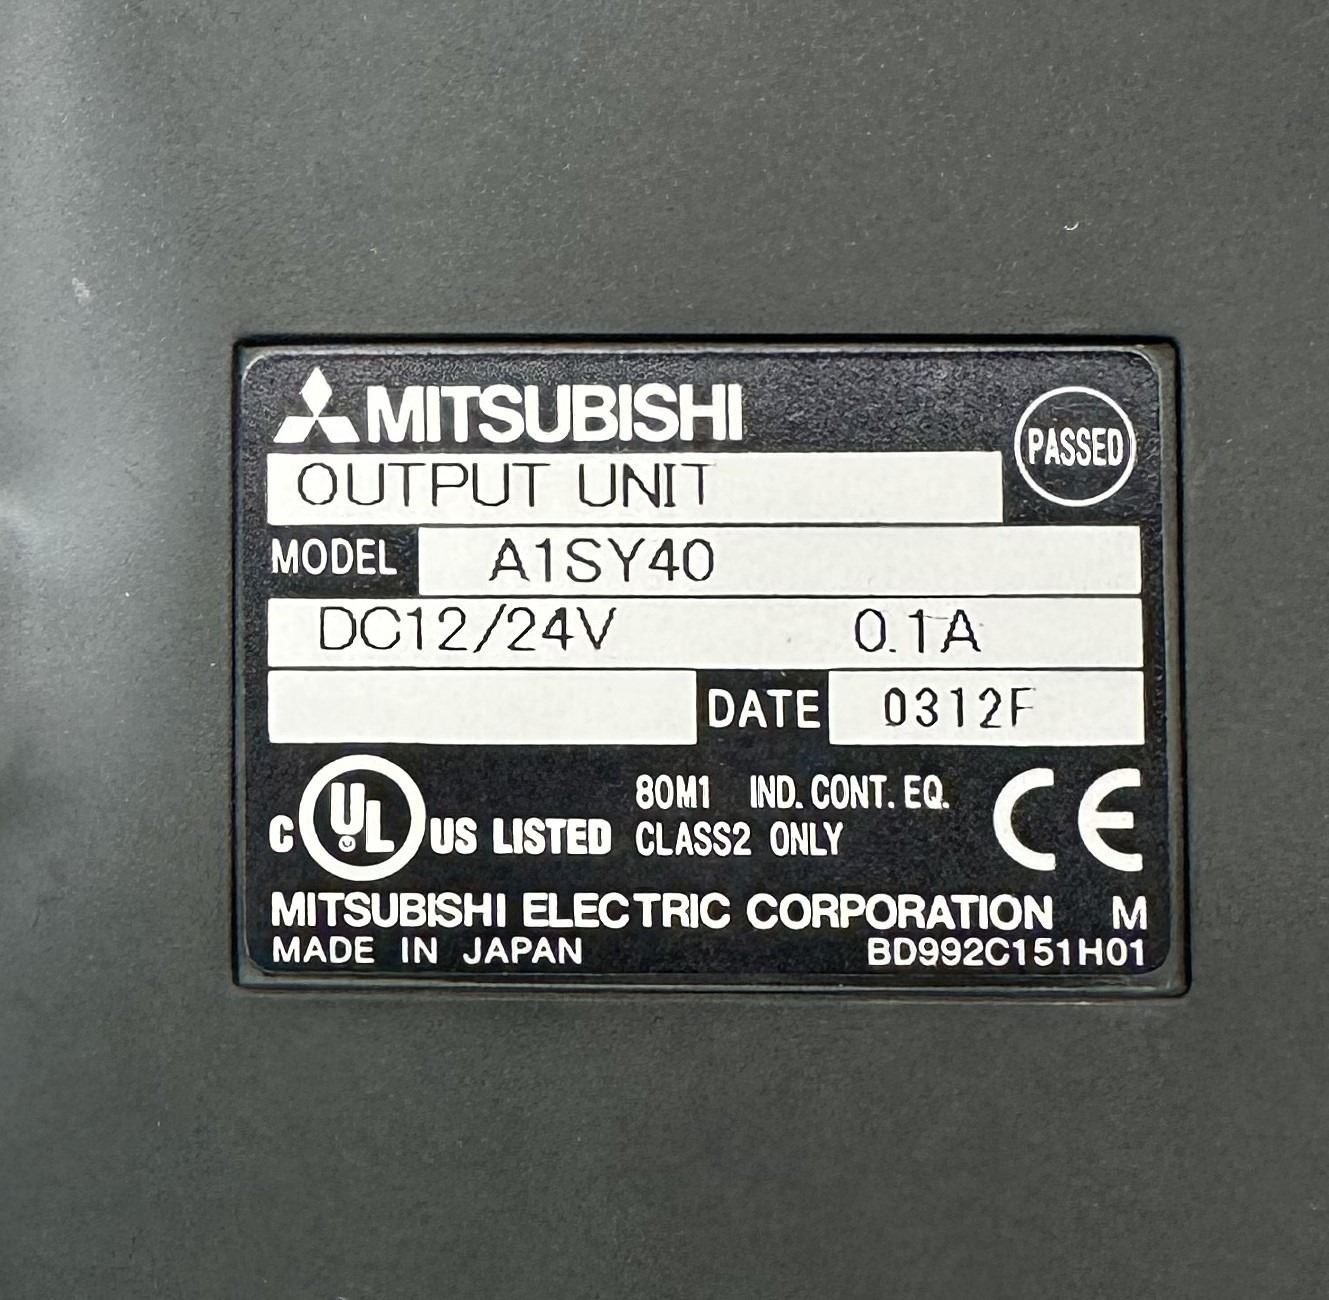 MITSUBISHI
PASSED
OUTPUT UNIT
MODEL A1SY40
DC12/24V 0.1A
DATE 0312F
C UL US LISTED
80M1 IND. CONT. EQ.
CLASS2 ONLY
CE
MITSUBISHI ELECTRIC CORPORATION M
MADE IN JAPAN BD992C151H01